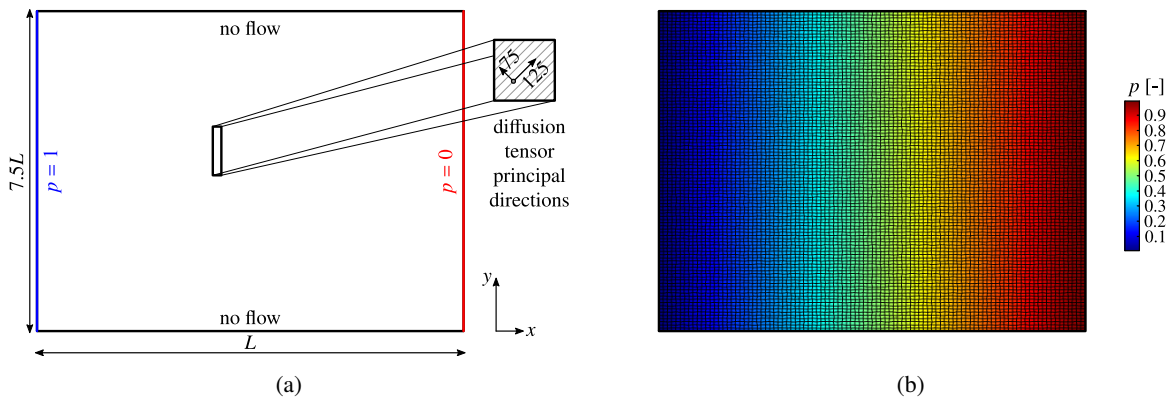 no flow
75
125
diffusion
tensor
principal
directions
7.5L
p = 1
p = 0
y
x
no flow
L
(a)
p [-]
0.9
0.8
0.7
0.6
0.5
0.4
0.3
0.2
0.1
(b)